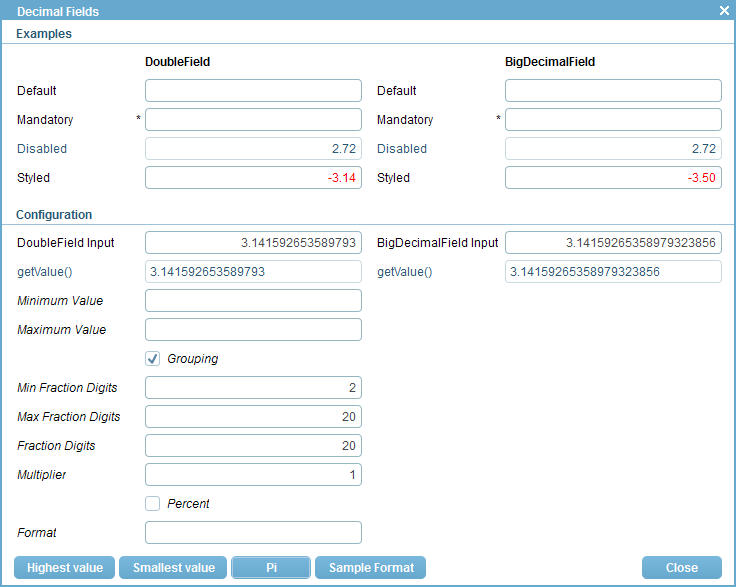 Decimal Fields
Examples
DoubleField BigDecimalField
Default Default
Mandatory * Mandatory *
Disabled 2.72 Disabled 2.72
Styled -3.14 Styled -3.50
Configuration
DoubleField Input 3.141592653589793 BigDecimalField Input 3.14159265358979323856
getValue() 3.141592653589793 getValue() 3.14159265358979323856
Minimum Value
Maximum Value
Grouping
Min Fraction Digits 2
Max Fraction Digits 20
Fraction Digits 20
Multiplier 1
Percent
Format
Highest value Smallest value Pi Sample Format Close